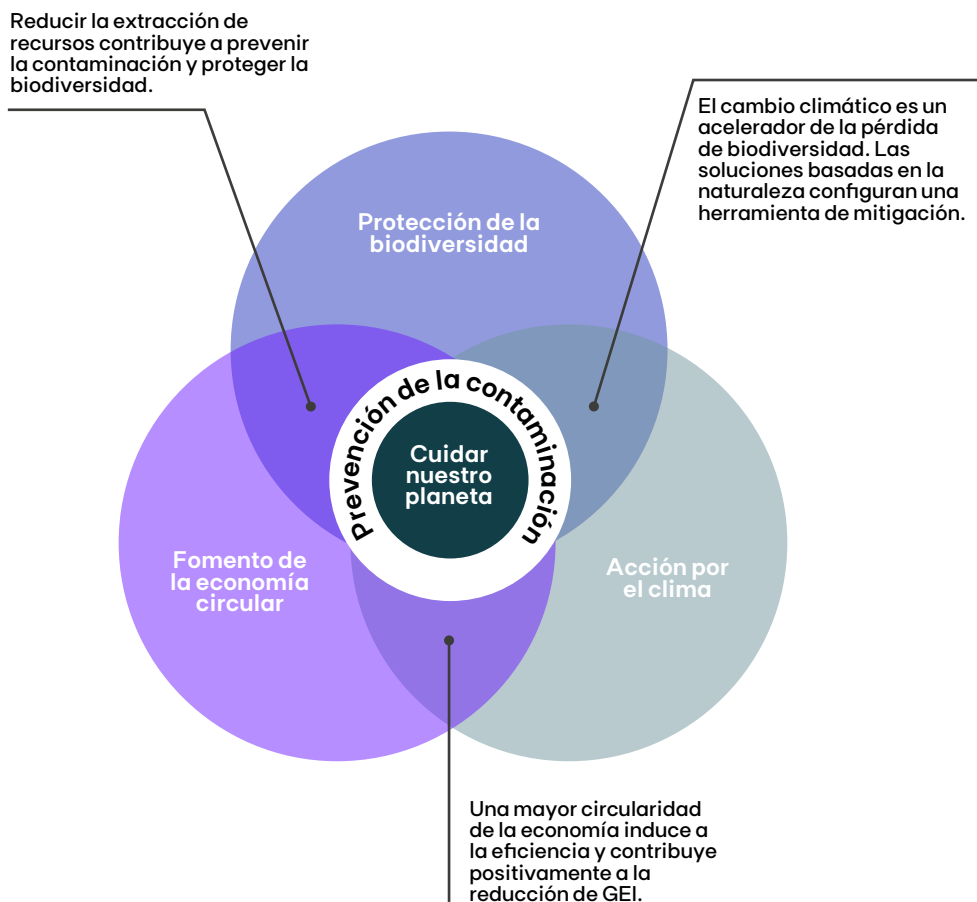 Reducir la extracción de
recursos contribuye a prevenir
la contaminación y proteger la
biodiversidad.
El cambio climático es un
acelerador de la pérdida
de biodiversidad. Las
soluciones basadas en la
naturaleza configuran una
herramienta de mitigación.
Protección de la
biodiversidad
Prevención de la contaminación
Cuidar
nuestro
planeta
Fomento de
la economía
circular
Acción por
el clima
Una mayor circularidad
de la economía induce a
la eficiencia y contribuye
positivamente a la
reducción de GEI.